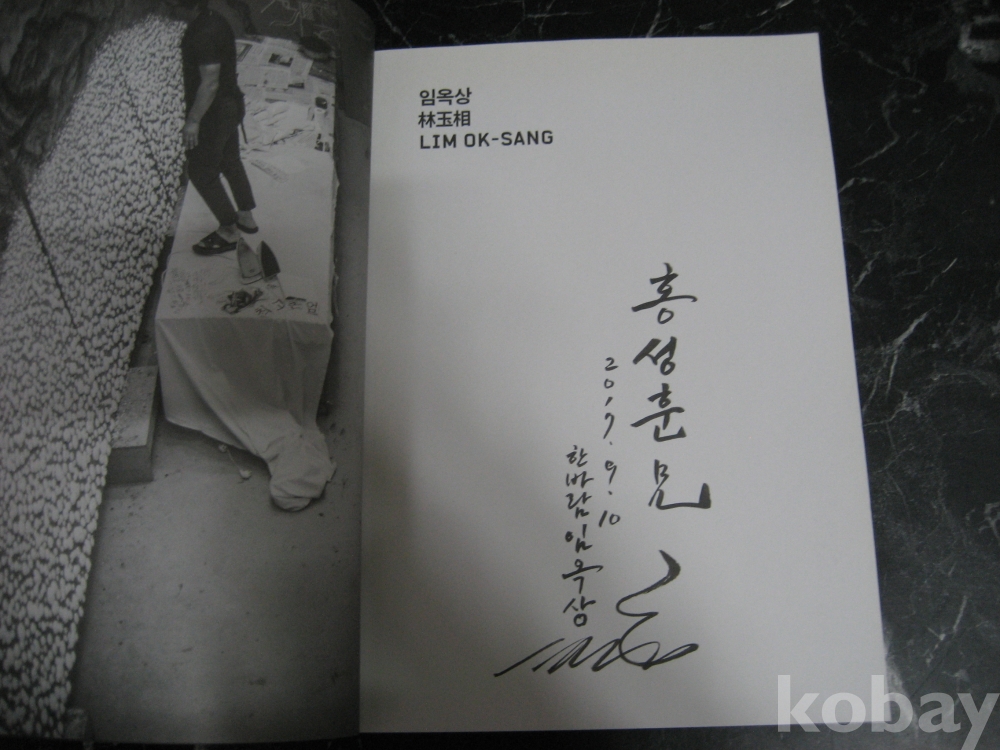 임옥상
林玉相
LIM OK-SANG
홍성훈 兄
2017. 9. 10
한바람임옥상
kobay